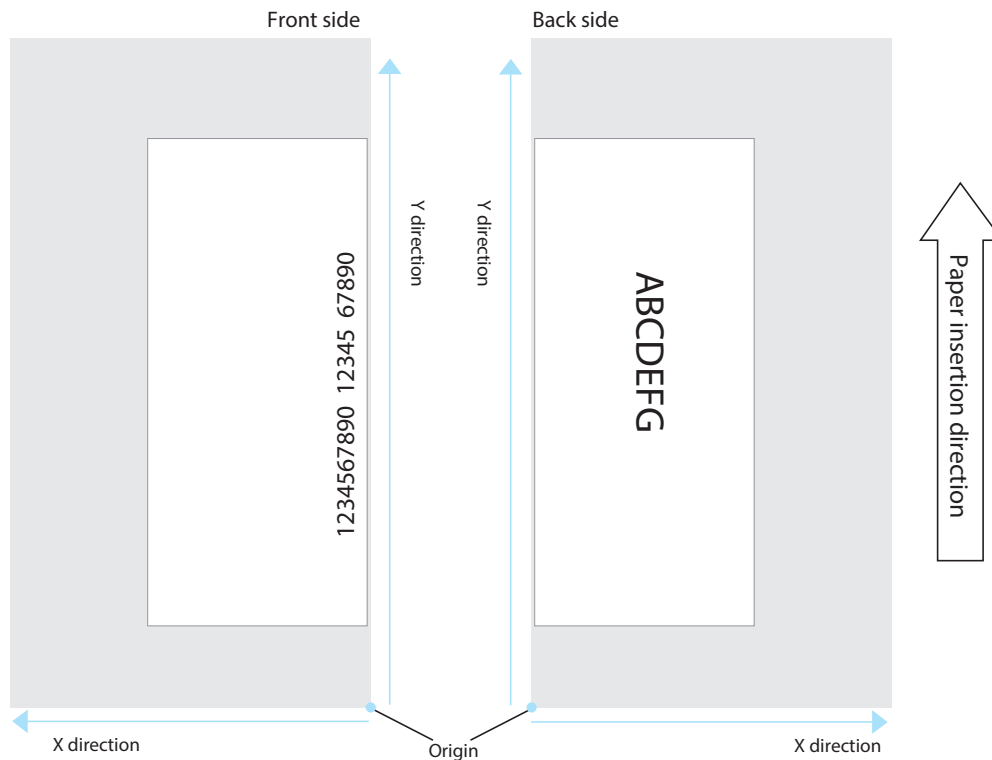 Front side
Back side
Y direction
Y direction
Paper insertion direction
1234567890  12345  67890
ABCDEFG
X direction
Origin
X direction